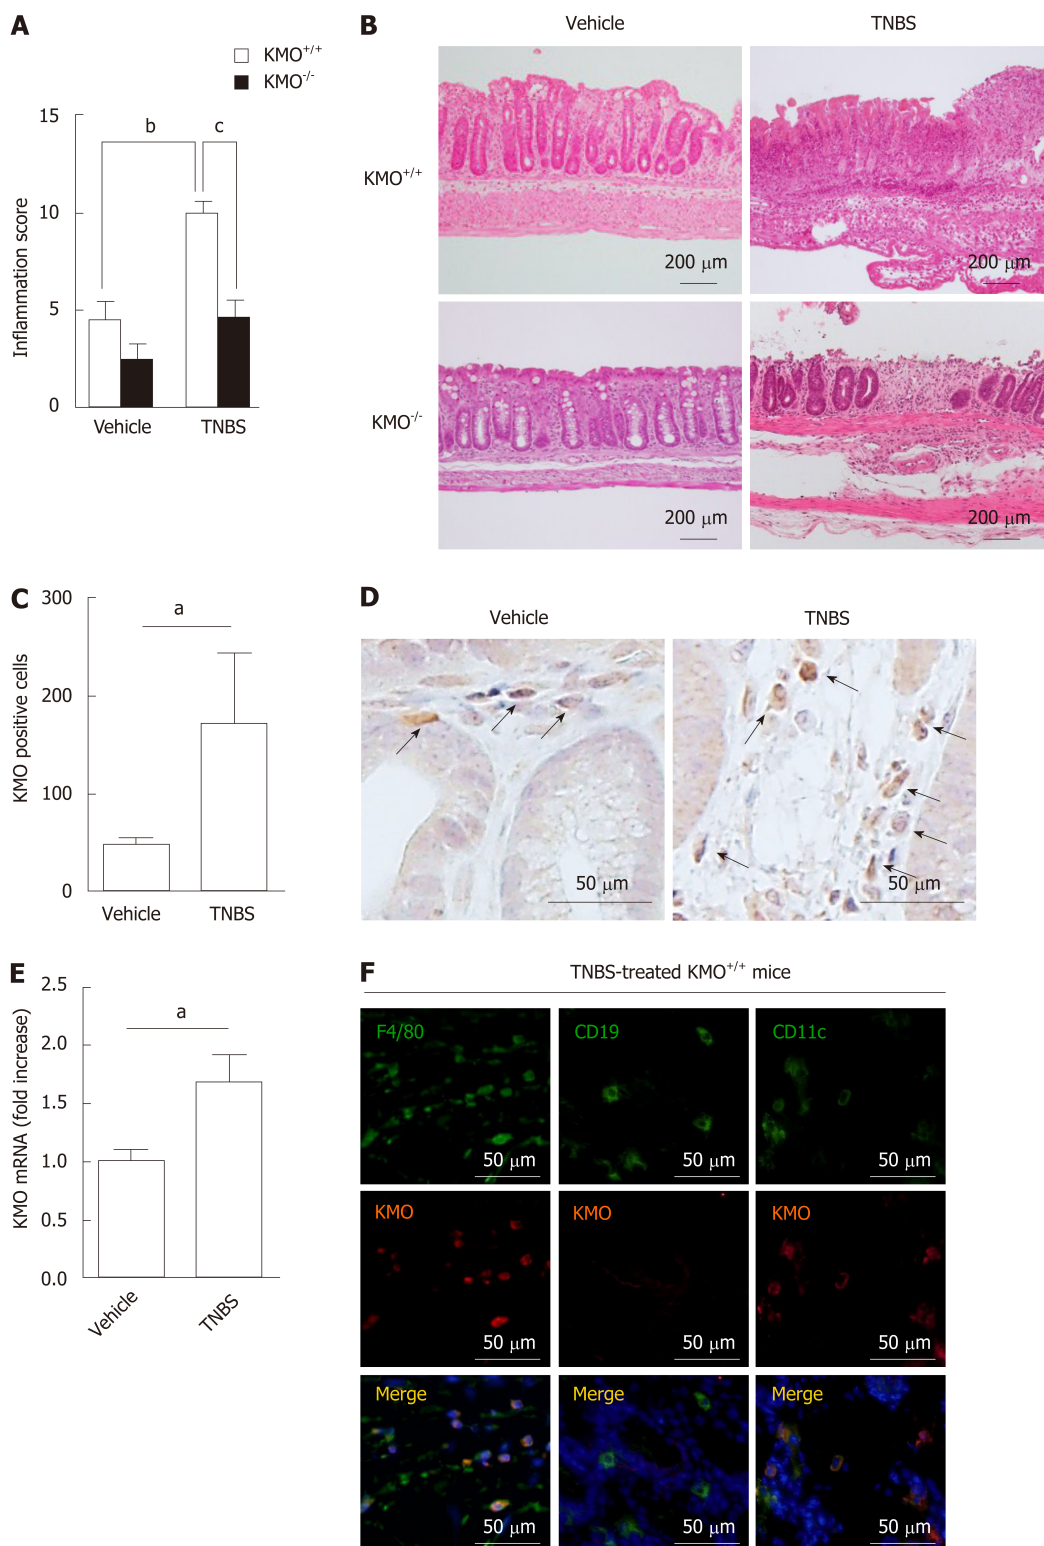 A
KMO+/+
KMO-/-
15
10
5
0
Inflammation score
b
c
Vehicle
TNBS
B
Vehicle
TNBS
KMO+/+
KMO-/-
200 μm
200 μm
200 μm
200 μm
C
300
200
100
0
KMO positive cells
a
Vehicle
TNBS
D
Vehicle
TNBS
50 μm
50 μm
E
2.5
2.0
1.5
1.0
0.5
0.0
KMO mRNA (fold increase)
a
Vehicle
TNBS
F
TNBS-treated KMO+/+ mice
F4/80
CD19
CD11c
50 μm
50 μm
50 μm
KMO
KMO
KMO
50 μm
50 μm
50 μm
Merge
Merge
Merge
50 μm
50 μm
50 μm